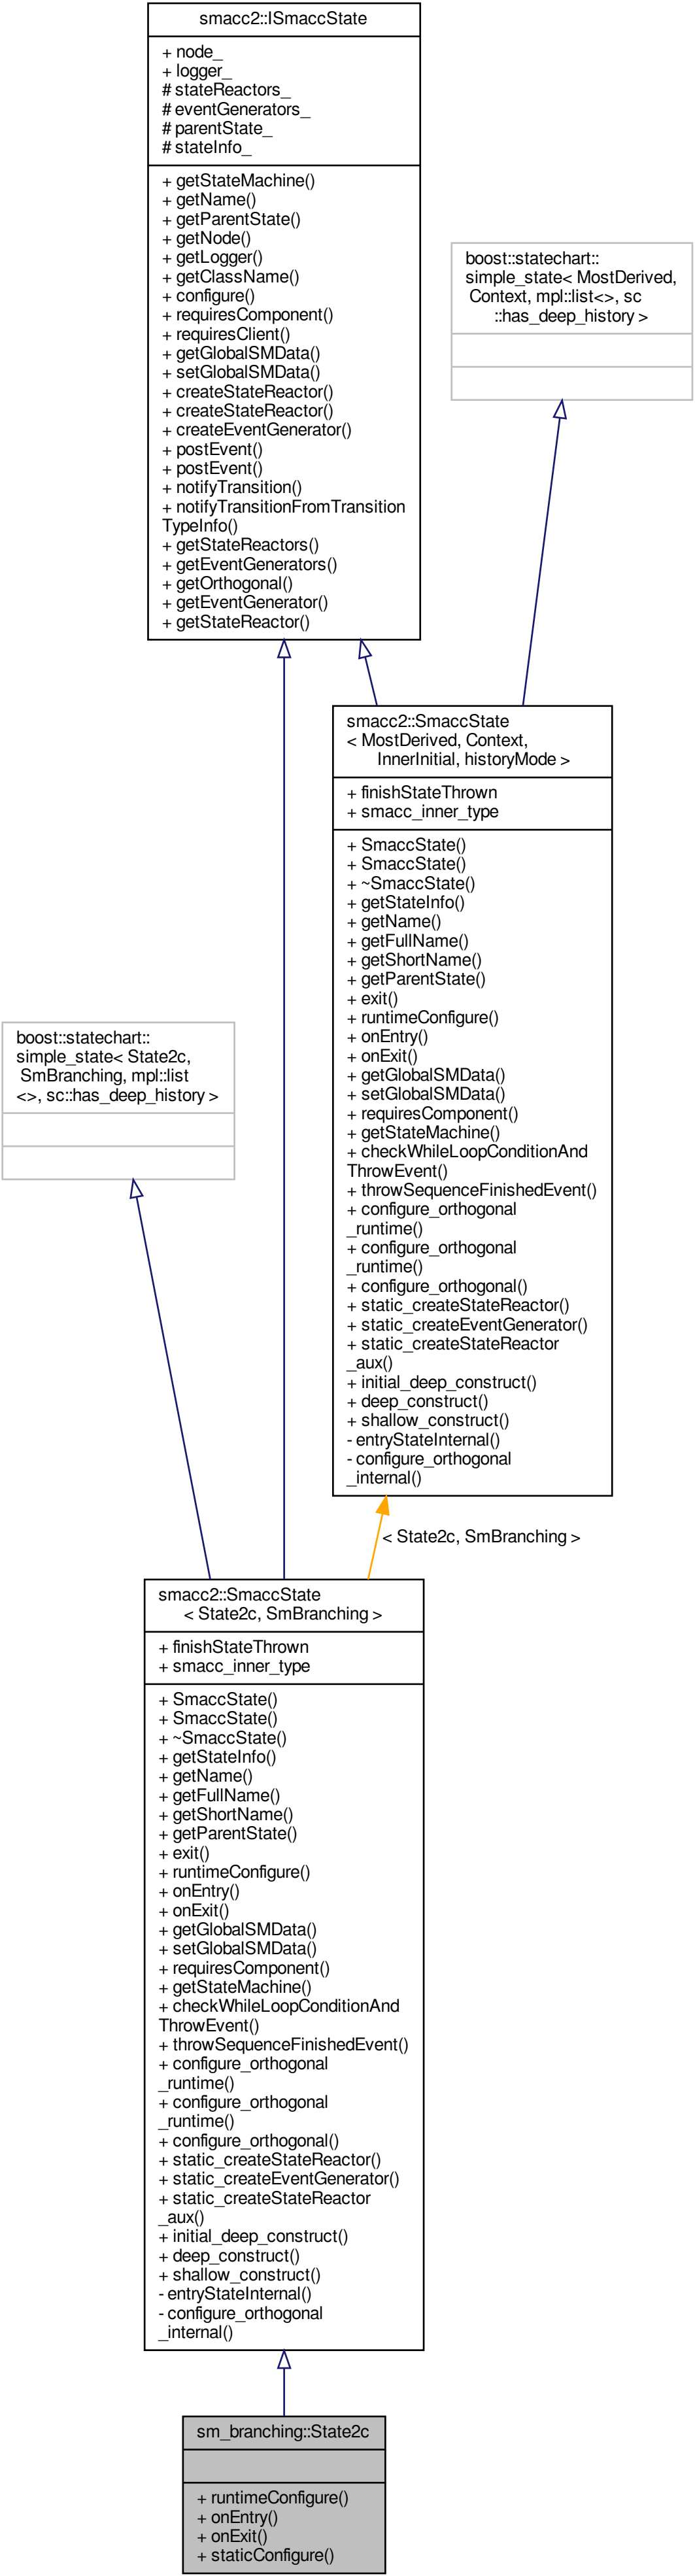 smacc2::ISmaccState
+ node_
+ logger_
# stateReactors_
# eventGenerators_
# parentState_
# stateInfo_
+ getStateMachine()
+ getName()
+ getParentState()
+ getNode()
+ getLogger()
+ getClassName()
+ configure()
+ requiresComponent()
+ requiresClient()
+ getGlobalSMData()
+ setGlobalSMData()
+ createStateReactor()
+ createStateReactor()
+ createEventGenerator()
+ postEvent()
+ postEvent()
+ notifyTransition()
+ notifyTransitionFromTransition
TypeInfo()
+ getStateReactors()
+ getEventGenerators()
+ getOrthogonal()
+ getEventGenerator()
+ getStateReactor()
boost::statechart::
simple_state< MostDerived,
Context, mpl::list<>, sc
::has_deep_history >
smacc2::SmaccState
< MostDerived, Context,
InnerInitial, historyMode >
+ finishStateThrown
+ smacc_inner_type
+ SmaccState()
+ SmaccState()
+ ~SmaccState()
+ getStateInfo()
+ getName()
+ getFullName()
+ getShortName()
+ getParentState()
+ exit()
+ runtimeConfigure()
+ onEntry()
+ onExit()
+ getGlobalSMData()
+ setGlobalSMData()
+ requiresComponent()
+ getStateMachine()
+ checkWhileLoopConditionAnd
ThrowEvent()
+ throwSequenceFinishedEvent()
+ configure_orthogonal
_runtime()
+ configure_orthogonal
_runtime()
+ configure_orthogonal()
+ static_createStateReactor()
+ static_createEventGenerator()
+ static_createStateReactor
_aux()
+ initial_deep_construct()
+ deep_construct()
+ shallow_construct()
- entryStateInternal()
- configure_orthogonal
_internal()
boost::statechart::
simple_state< State2c,
SmBranching, mpl::list
<>, sc::has_deep_history >
< State2c, SmBranching >
smacc2::SmaccState
< State2c, SmBranching >
+ finishStateThrown
+ smacc_inner_type
+ SmaccState()
+ SmaccState()
+ ~SmaccState()
+ getStateInfo()
+ getName()
+ getFullName()
+ getShortName()
+ getParentState()
+ exit()
+ runtimeConfigure()
+ onEntry()
+ onExit()
+ getGlobalSMData()
+ setGlobalSMData()
+ requiresComponent()
+ getStateMachine()
+ checkWhileLoopConditionAnd
ThrowEvent()
+ throwSequenceFinishedEvent()
+ configure_orthogonal
_runtime()
+ configure_orthogonal
_runtime()
+ configure_orthogonal()
+ static_createStateReactor()
+ static_createEventGenerator()
+ static_createStateReactor
_aux()
+ initial_deep_construct()
+ deep_construct()
+ shallow_construct()
- entryStateInternal()
- configure_orthogonal
_internal()
sm_branching::State2c
+ runtimeConfigure()
+ onEntry()
+ onExit()
+ staticConfigure()